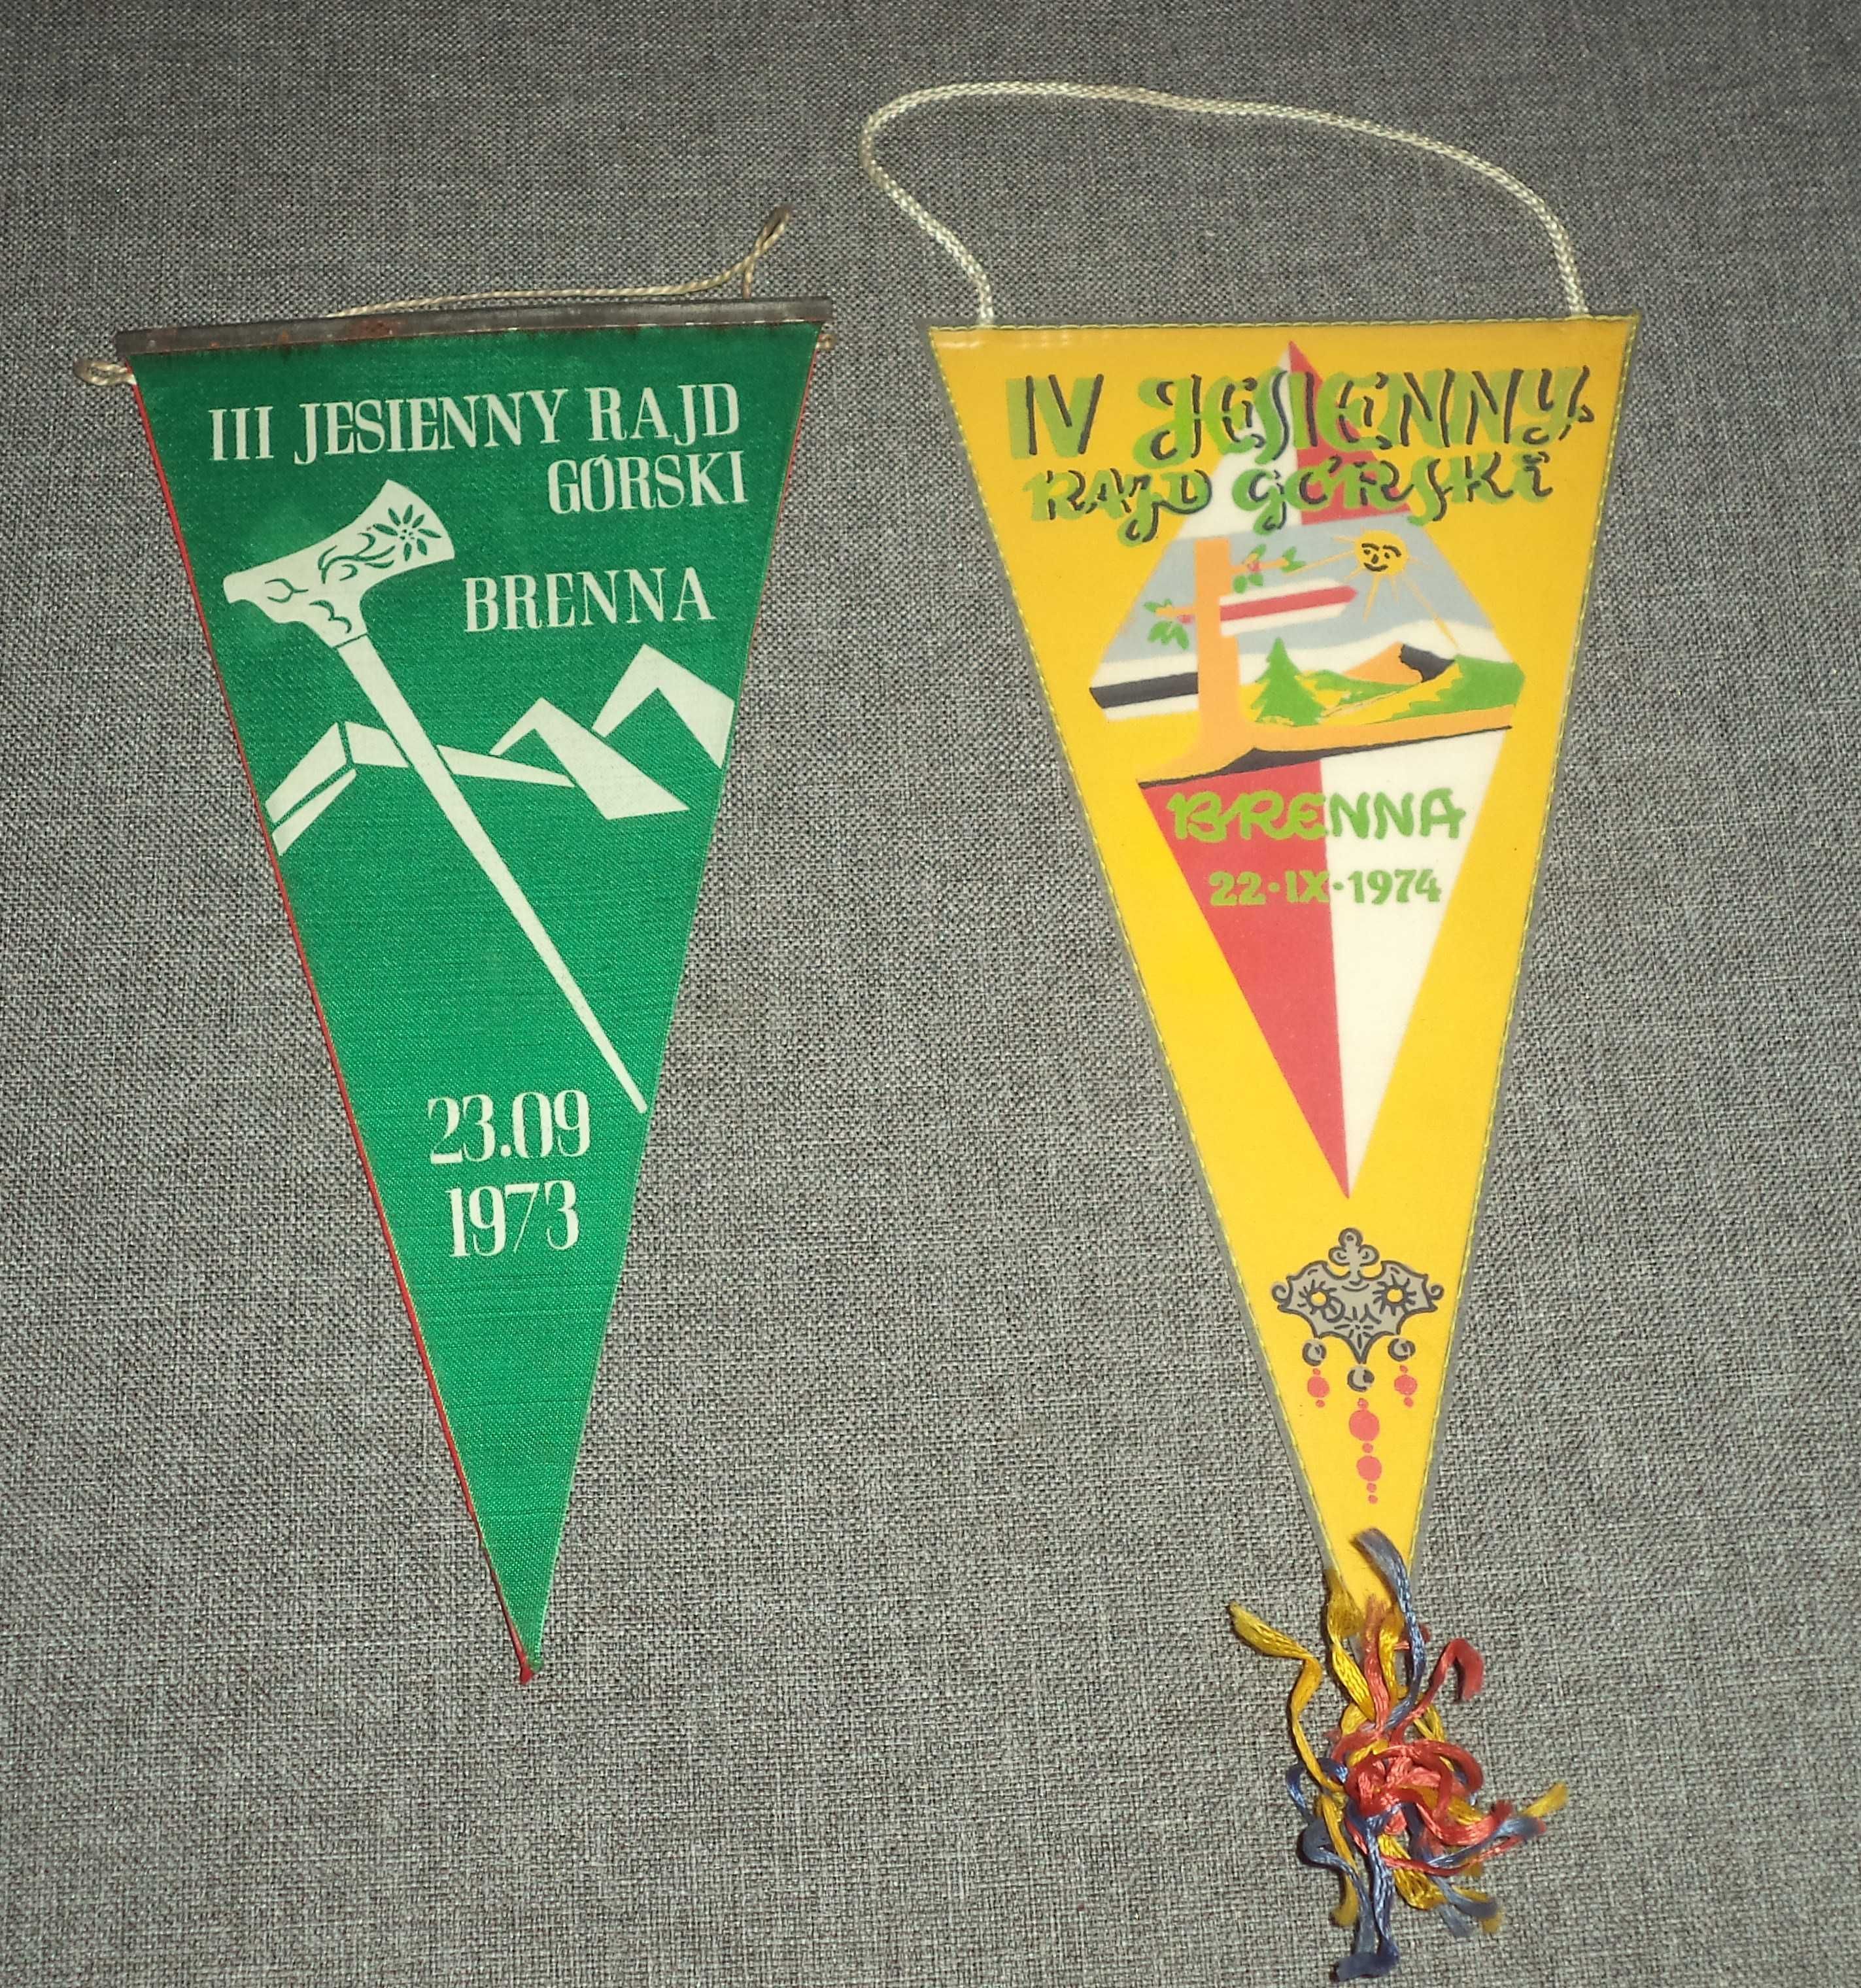 III JESIENNY RAJD
GÓRSKI
BRENNA
23.09
1973
IV JESIENNY
RAJD GÓRSKI
BRENNA
22·IX·1974